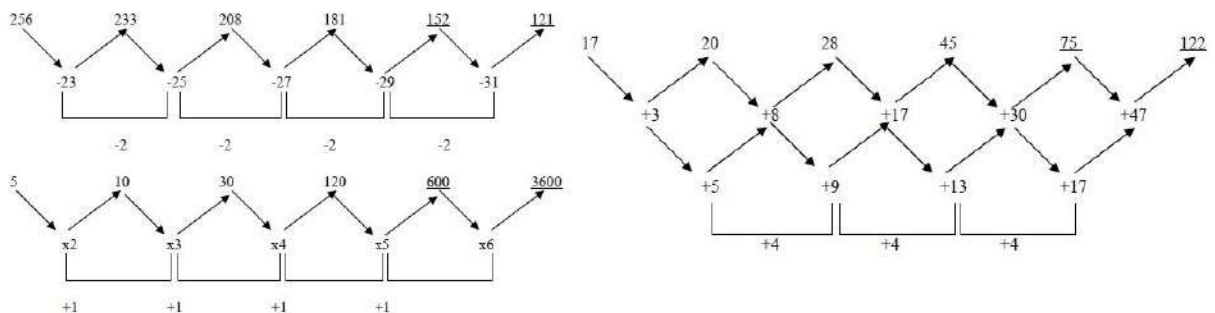 256 233 208 181 152 121
-23 -25 -27 -29 -31
-2 -2 -2 -2
5 10 30 120 600 3600
x2 x3 x4 x5 x6
+1 +1 +1 +1
17 20 28 45 75 122
+3 +8 +17 +30 +47
+5 +9 +13 +17
+4 +4 +4